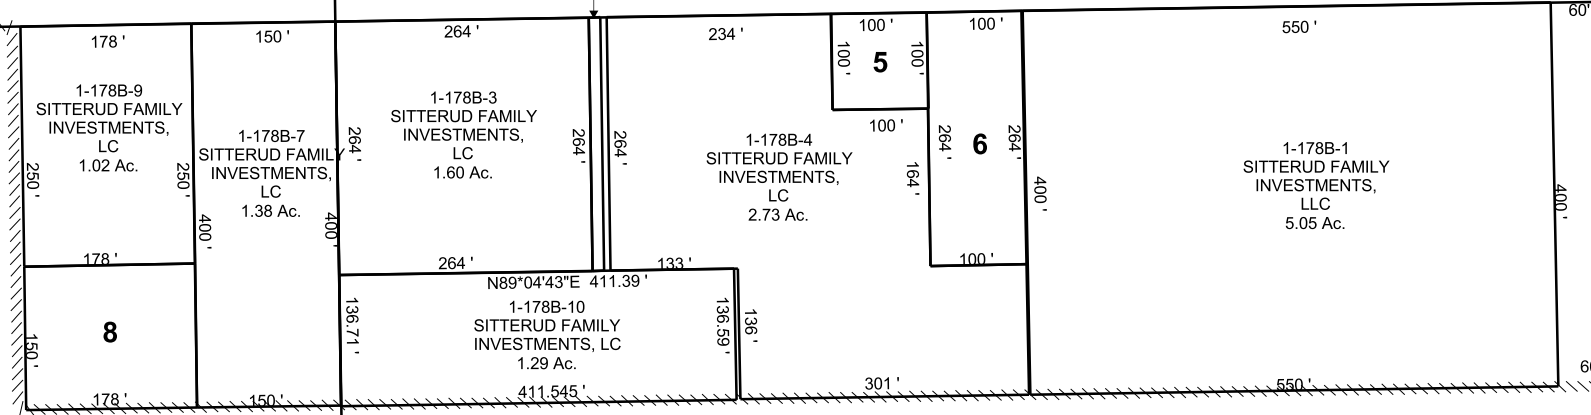 178 '
1-178B-9
SITTERUD FAMILY
INVESTMENTS,
LC
1.02 Ac.
250 '
250 '
178 '
8
150 '
178 '
150 '
1-178B-7
SITTERUD FAMILY
INVESTMENTS,
LC
1.38 Ac.
400 '
400 '
150 '
264 '
264 '
1-178B-3
SITTERUD FAMILY
INVESTMENTS,
LC
1.60 Ac.
264 '
264 '
264 '
N89*04'43"E 411.39 '
136.71 '
1-178B-10
SITTERUD FAMILY
INVESTMENTS, LC
1.29 Ac.
136.59 '
411.545 '
234 '
1-178B-4
SITTERUD FAMILY
INVESTMENTS,
LC
2.73 Ac.
133 '
136 '
164 '
301 '
100 '
100 '
5
100 '
100 '
100 '
264 '
6
264 '
100 '
550 '
400 '
1-178B-1
SITTERUD FAMILY
INVESTMENTS,
LLC
5.05 Ac.
400 '
550 '
60'